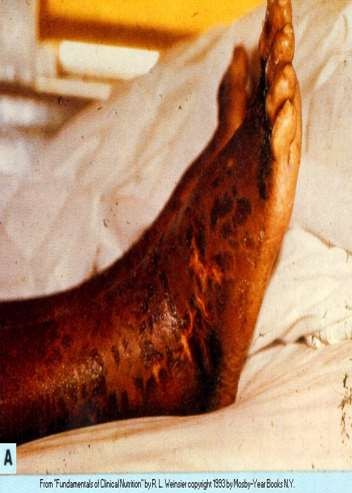 A
From "Fundamentals of Clinical Nutrition" by R. L. Weinsier copyright 1993 by Mosby-Year Books N.Y.